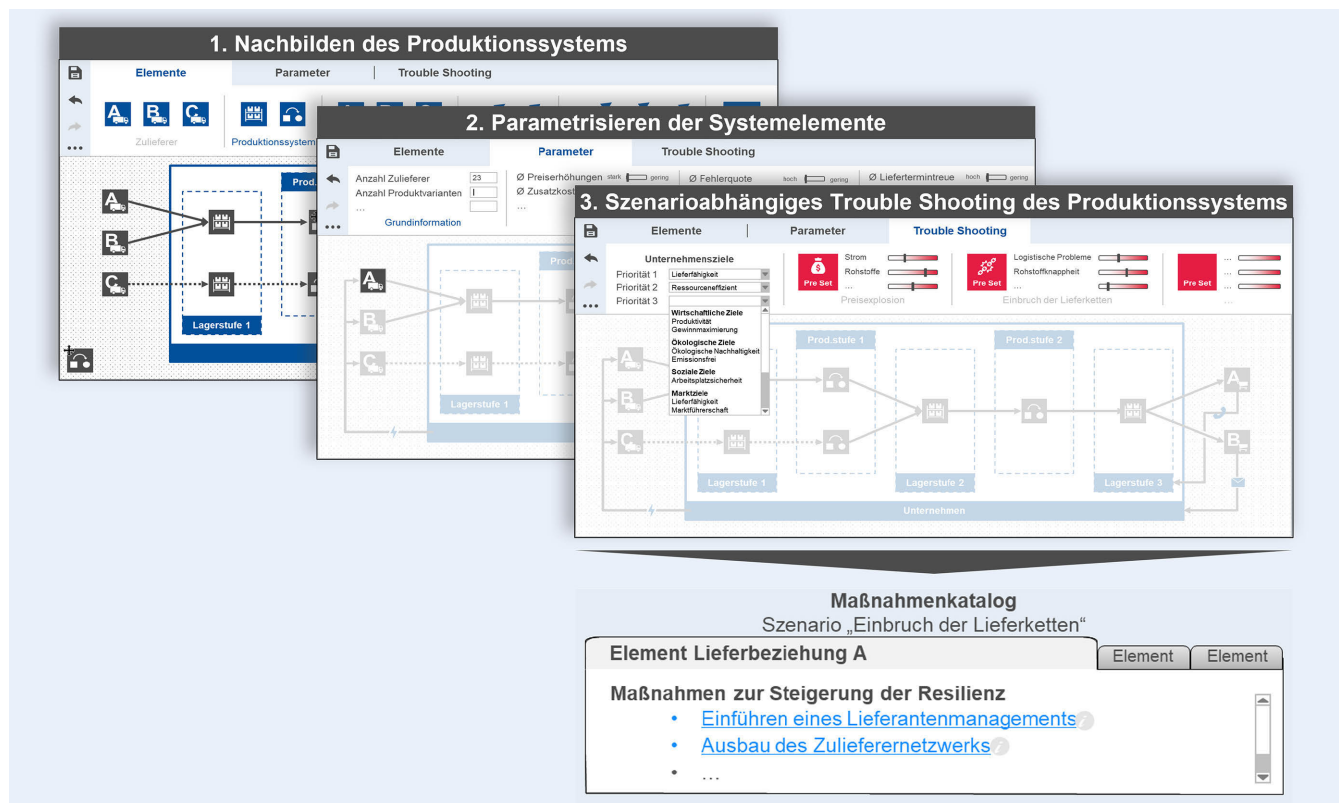 1. Nachbilden des Produktionssystems
Elemente
Parameter
Trouble Shooting
A
B
C
Zulieferer
Produktionssystem
Prod.
A
B
C
Lagerstufe 1
2. Parametrisieren der Systemelemente
Elemente
Parameter
Trouble Shooting
Anzahl Zulieferer 23
Anzahl Produktvarianten
...
Grundinformation
Ø Preiserhöhungen stark gering
Ø Zusatzkost
...
Ø Fehlerquote hoch gering
Ø Liefertermintreue hoch gering
Prod
A
B
C
Lagerstufe 1
3. Szenarioabhängiges Trouble Shooting des Produktionssystems
Elemente
Parameter
Trouble Shooting
Unternehmensziele
Priorität 1 Lieferfähigkeit
Priorität 2 Ressourceneffizient
Priorität 3
Wirtschaftliche Ziele
Produktivität
Gewinnmaximierung
Ökologische Ziele
Ökologische Nachhaltigkeit
Emissionsfrei
Soziale Ziele
Arbeitsplatzsicherheit
Marktziele
Lieferfähigkeit
Marktführerschaft
$
Pre Set
Strom
Rohstoffe
...
Preisexplosion
Pre Set
Logistische Probleme
Rohstoffknappheit
...
Einbruch der Lieferketten
Pre Set
...
...
...
...
A
B
C
Prod.stufe 1
Prod.stufe 2
A
B
Lagerstufe 1
Lagerstufe 2
Lagerstufe 3
Unternehmen
Maßnahmenkatalog
Szenario „Einbruch der Lieferketten“
Element Lieferbeziehung A
Element
Element
Maßnahmen zur Steigerung der Resilienz
• Einführen eines Lieferantenmanagements i
• Ausbau des Zulieferernetzwerks i
• ...